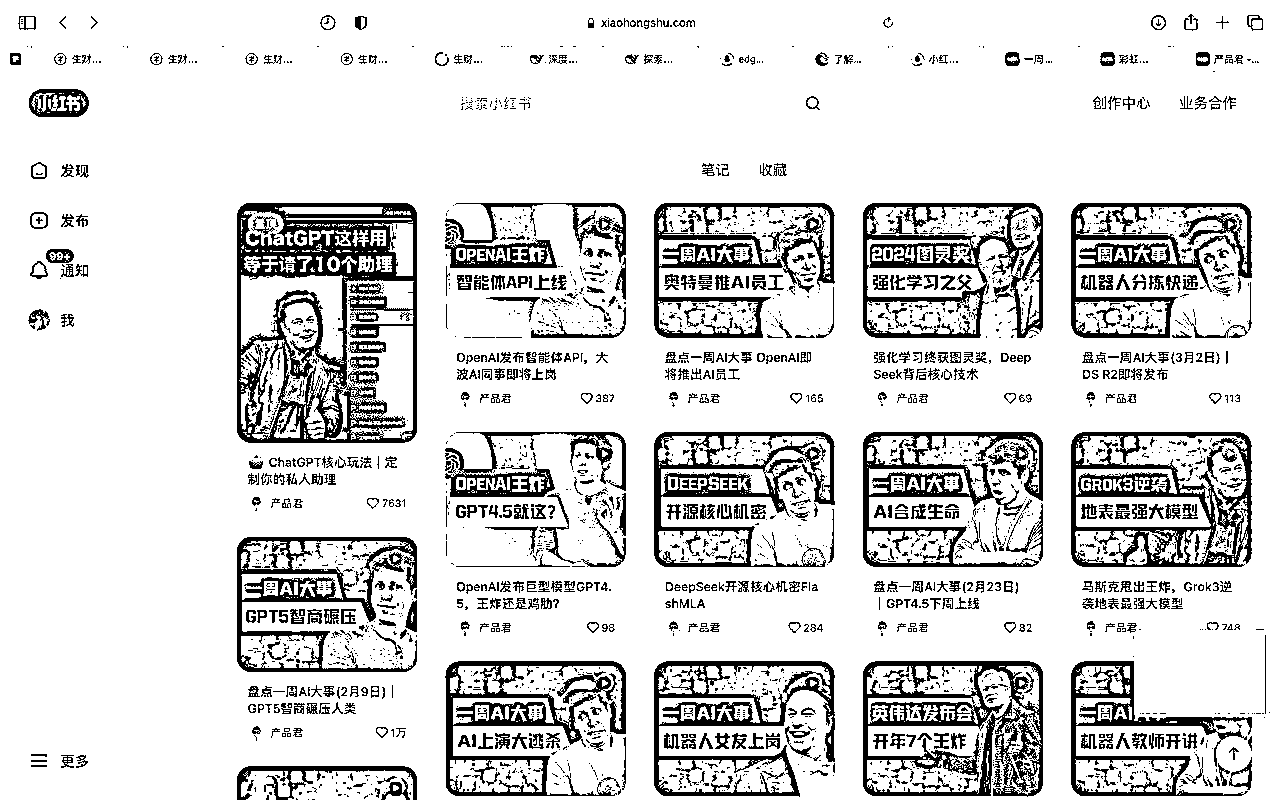 xiaohongshu.com
生财...
生财...
生财...
生财...
生财...
深度...
探索...
edg...
了解...
小红...
一周...
彩虹...
产品君 -...
小红书
搜索小红书
创作中心
业务合作
发现
发布
99+
通知
我
更多
笔记
收藏
ChatGPT这样用
等于请了10个助理
ChatGPT核心玩法｜定
制你的私人助理
产品君
7631
OPENAI王炸
智能体API上线
OpenAI发布智能体API，大
波AI同事即将上岗
产品君
387
一周AI大事
奥特曼推AI员工
盘点一周AI大事 OpenAI即
将推出AI员工
产品君
165
2024图灵奖
强化学习之父
强化学习终获图灵奖，Deep
Seek背后核心技术
产品君
69
一周AI大事
机器人分拣快递
盘点一周AI大事(3月2日)｜
DS R2即将发布
产品君
113
一周AI大事
GPT5智商碾压
盘点一周AI大事(2月9日)｜
GPT5智商碾压人类
产品君
1万
OPENAI王炸
GPT4.5就这?
OpenAI发布巨型模型GPT4.
5，王炸还是鸡肋？
产品君
98
DEEPSEEK
开源核心机密
DeepSeek开源核心机密Fla
shMLA
产品君
284
一周AI大事
AI合成生命
盘点一周AI大事(2月23日)
｜GPT4.5下周上线
产品君
82
GROK3逆袭
地表最强大模型
马斯克甩出王炸，Grok3逆
袭地表最强大模型
产品君
748
一周AI大事
AI上演大逃杀
一周AI大事
机器人女友上岗
英伟达发布会
开年7个王炸
机器人教师开讲